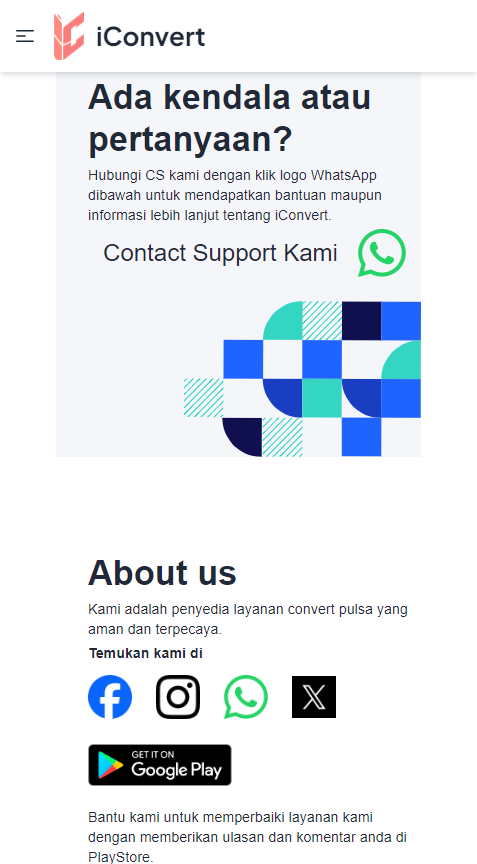 iConvert
Ada kendala atau
pertanyaan?
Hubungi CS kami dengan klik logo WhatsApp
dibawah untuk mendapatkan bantuan maupun
informasi lebih lanjut tentang iConvert.
Contact Support Kami
About us
Kami adalah penyedia layanan convert pulsa yang
aman dan terpecaya.
Temukan kami di
GET IT ON
Google Play
Bantu kami untuk memperbaiki layanan kami
dengan memberikan ulasan dan komentar anda di
PlayStore.